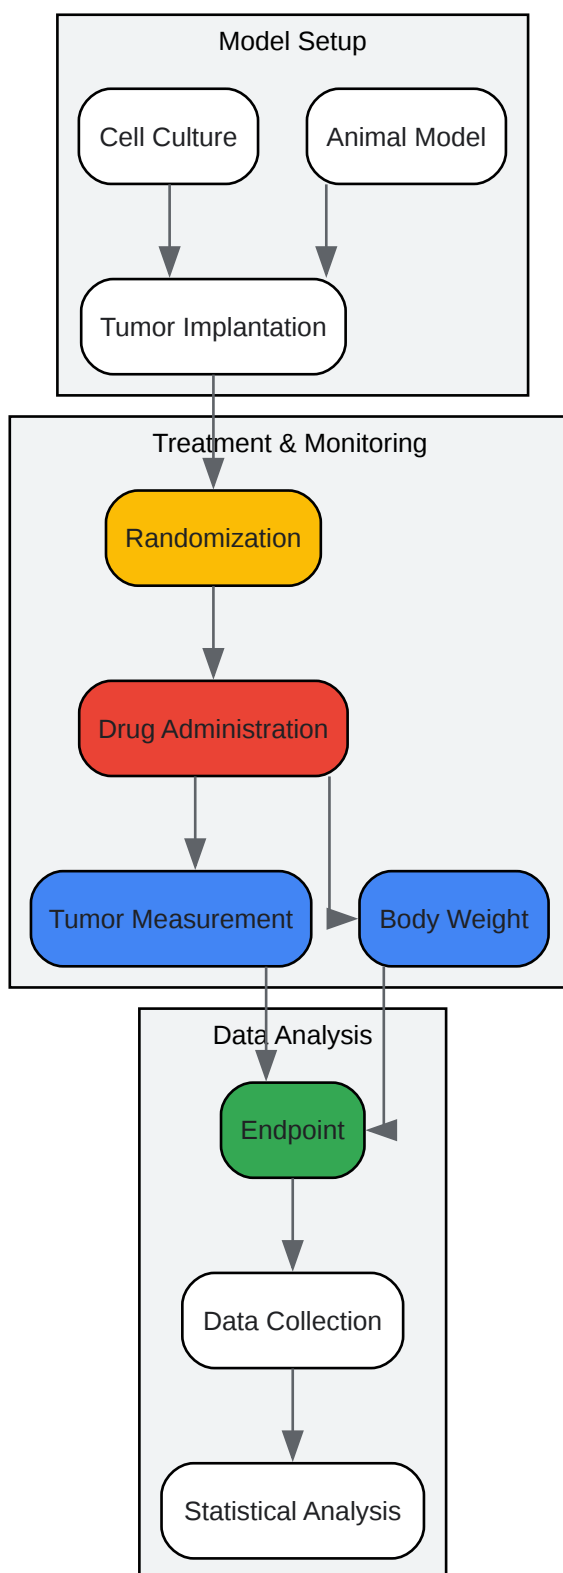 Model Setup
Cell Culture
Animal Model
Tumor Implantation
Treatment & Monitoring
Randomization
Drug Administration
Tumor Measurement
Body Weight
Data Analysis
Endpoint
Data Collection
Statistical Analysis